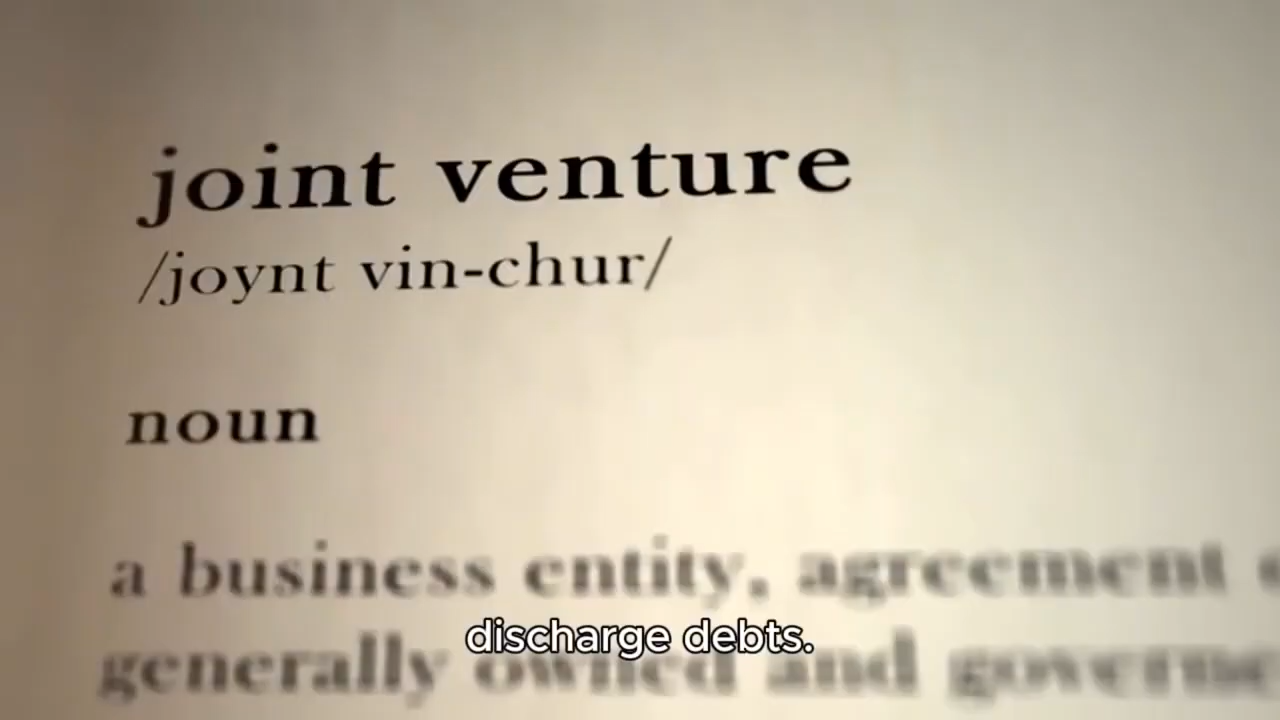 joint venture
/joynt vin-chur/
noun
a business entity, agreement
generally owned and
discharge debts.